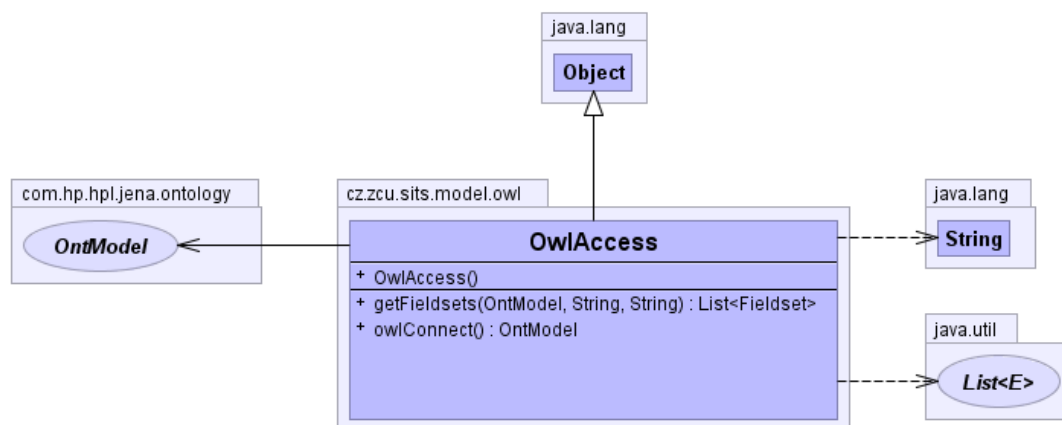 java.lang
Object
com.hp.hpl.jena.ontology
OntModel
cz.zcu.sits.model.owl
OwlAccess
+ OwlAccess()
+ getFieldsets(OntModel, String, String) : List<Fieldset>
+ owlConnect() : OntModel
java.lang
String
java.util
List<E>